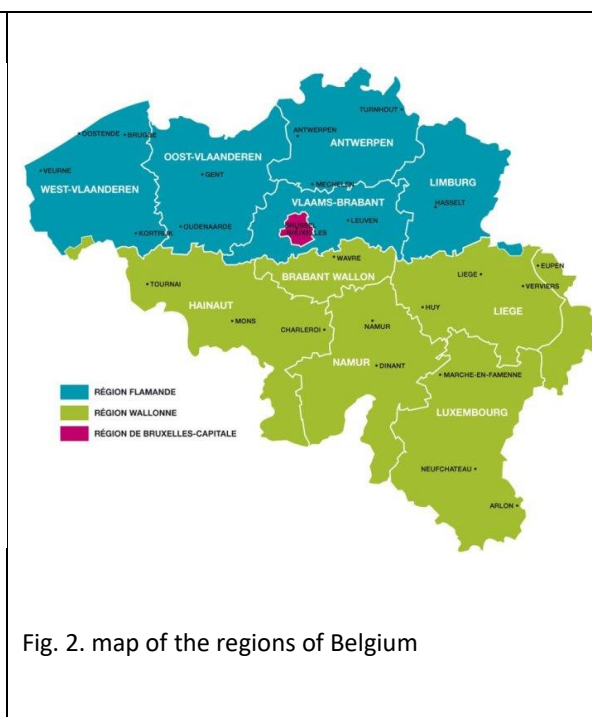 TURNHOUT
OOSTENDE
BRUGGE
ANTWERPEN
ANTWERPEN
OOST-VLAANDEREN
VEURNE
GENT
MECHELEN
LIMBURG
WEST-VLAANDEREN
VLAAMS-BRABANT
HASSELT
LEUVEN
KORTRIJK
OUDENAARDE
BRUSSEL
BRUXELLES
WAVRE
EUPEN
LIEGE
BRABANT WALLON
TOURNAI
VERVIERS
HAINAUT
HUY
LIEGE
MONS
CHARLEROI
NAMUR
NAMUR
DINANT
MARCHE-EN-FAMENNE
RÉGION FLAMANDE
RÉGION WALLONNE
LUXEMBOURG
RÉGION DE BRUXELLES-CAPITALE
NEUFCHATEAU
ARLON
Fig. 2. map of the regions of Belgium